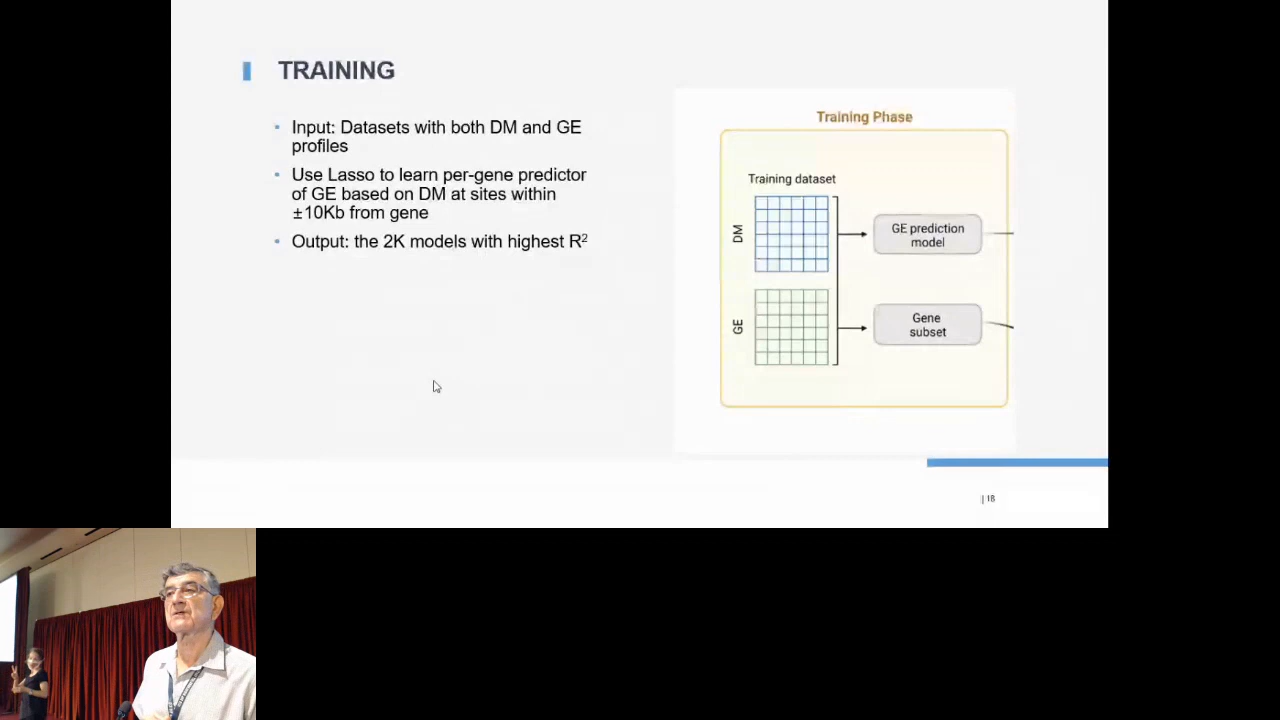 TRAINING
Input: Datasets with both DM and GE
profiles
Use Lasso to learn per-gene predictor
of GE based on DM at sites within
±10Kb from gene
Output: the 2K models with highest R²
Training Phase
Training dataset
DM
GE prediction
model
GE
Gene
subset
| 18